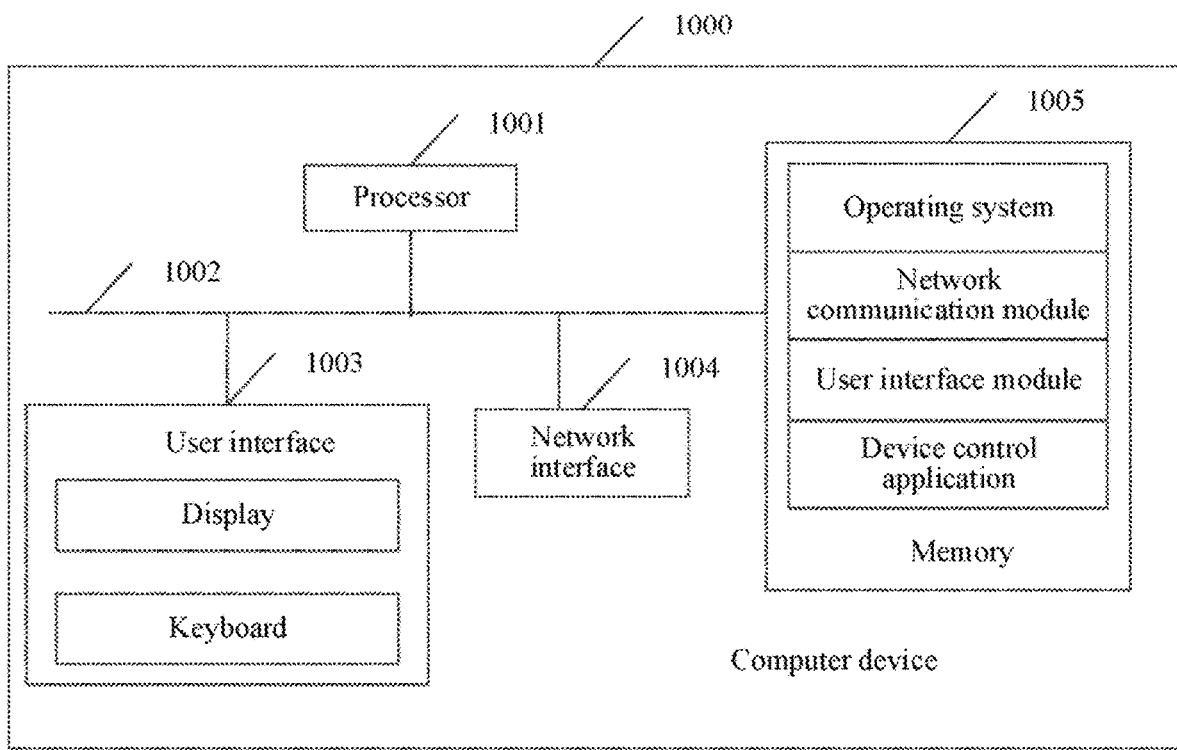 1000
1001
1005
Processor
Operating system
1002
Network
communication module
1003
1004
User interface module
User interface
Network
interface
Device control
application
Display
Memory
Keyboard
Computer device